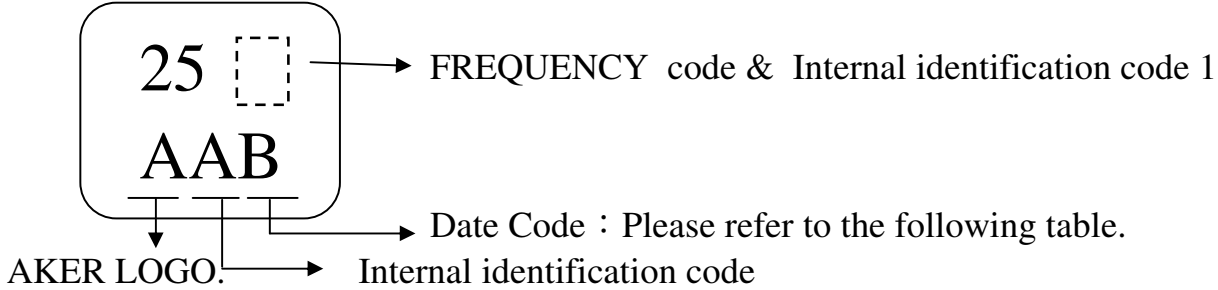 25 FREQUENCY code & Internal identification code 1
AAB
Date Code：Please refer to the following table.
AKER LOGO. Internal identification code